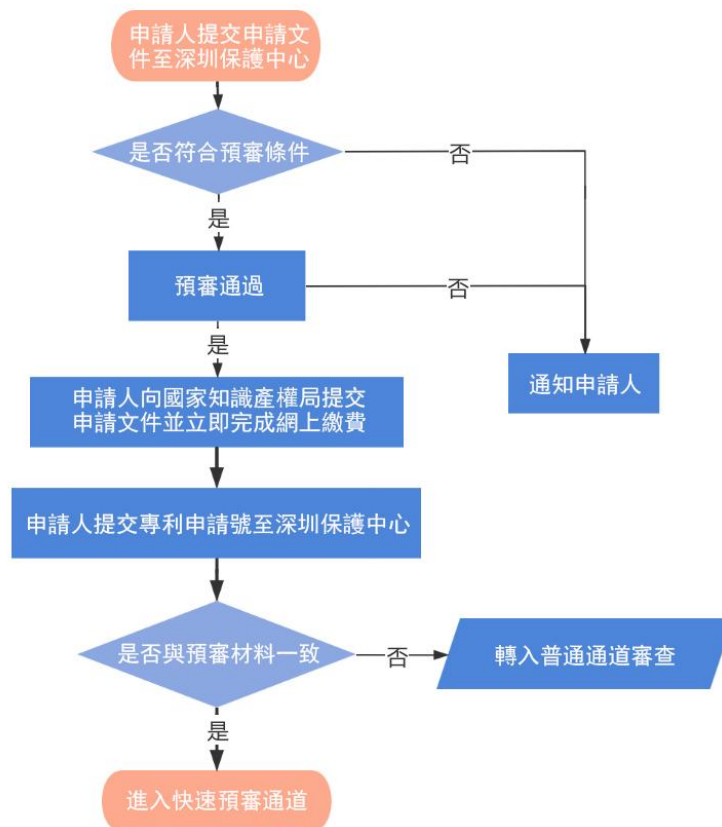 申請人提交申請文
件至深圳保護中心
是否符合預審條件
否
是
預審通過
否
是
通知申請人
申請人向國家知識產權局提交
申請文件並立即完成網上繳費
申請人提交專利申請號至深圳保護中心
是否與預審材料一致
否
轉入普通通道審查
是
進入快速預審通道